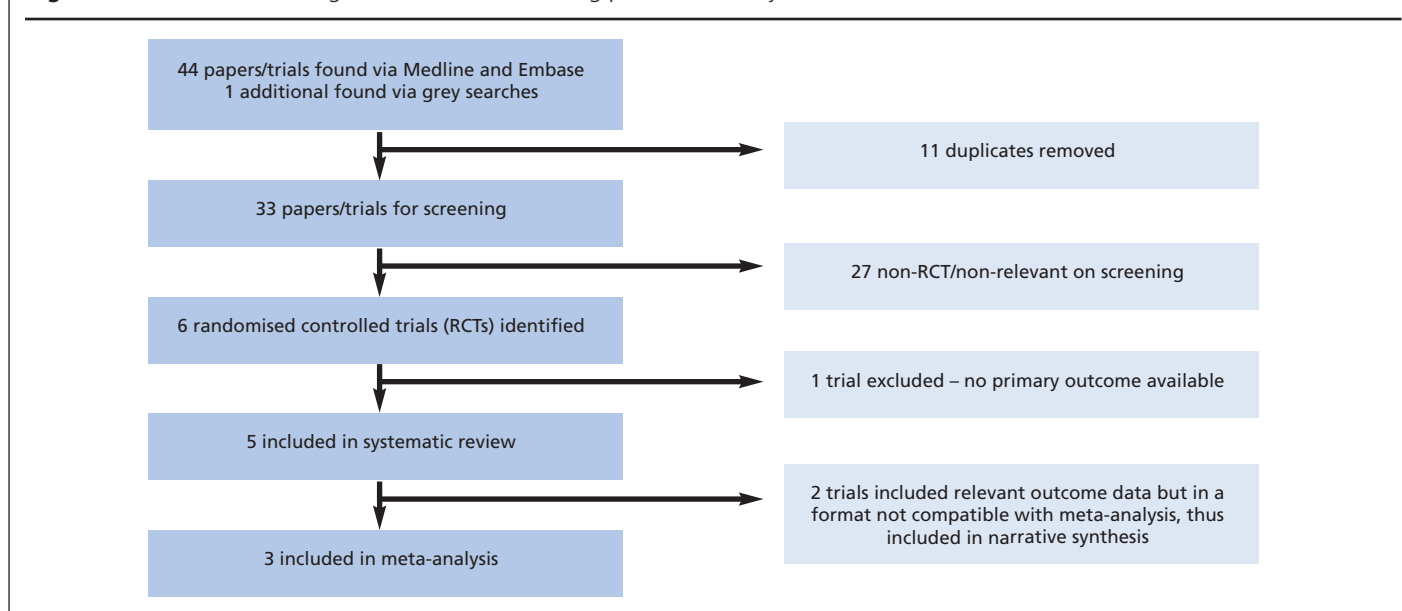 44 papers/trials found via Medline and Embase
1 additional found via grey searches
11 duplicates removed
33 papers/trials for screening
27 non-RCT/non-relevant on screening
6 randomised controlled trials (RCTs) identified
1 trial excluded – no primary outcome available
5 included in systematic review
2 trials included relevant outcome data but in a
format not compatible with meta-analysis, thus
included in narrative synthesis
3 included in meta-analysis